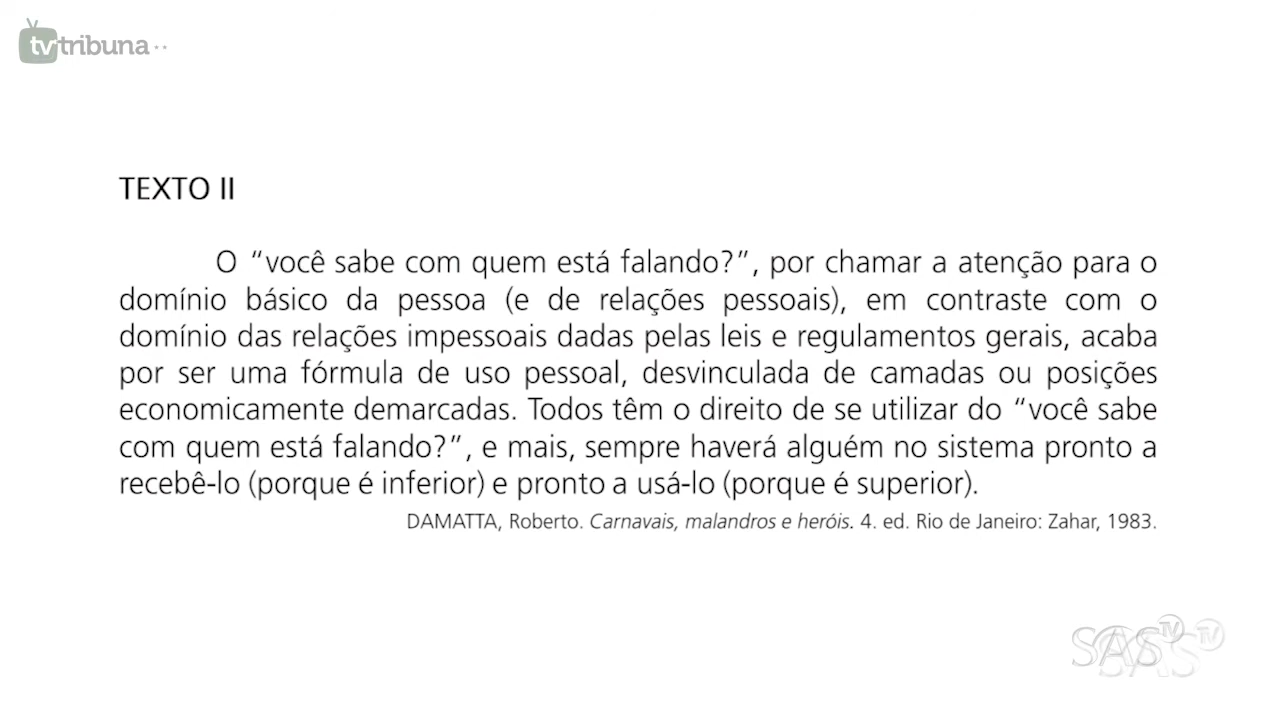 tvtribuna
TEXTO II
O “você sabe com quem está falando?”, por chamar a atenção para o
domínio básico da pessoa (e de relações pessoais), em contraste com o
domínio das relações impessoais dadas pelas leis e regulamentos gerais, acaba
por ser uma fórmula de uso pessoal, desvinculada de camadas ou posições
economicamente demarcadas. Todos têm o direito de se utilizar do “você sabe
com quem está falando?”, e mais, sempre haverá alguém no sistema pronto a
recebê-lo (porque é inferior) e pronto a usá-lo (porque é superior).
DAMATTA, Roberto. Carnavais, malandros e heróis. 4. ed. Rio de Janeiro: Zahar, 1983.
SAS TV
SAS TV